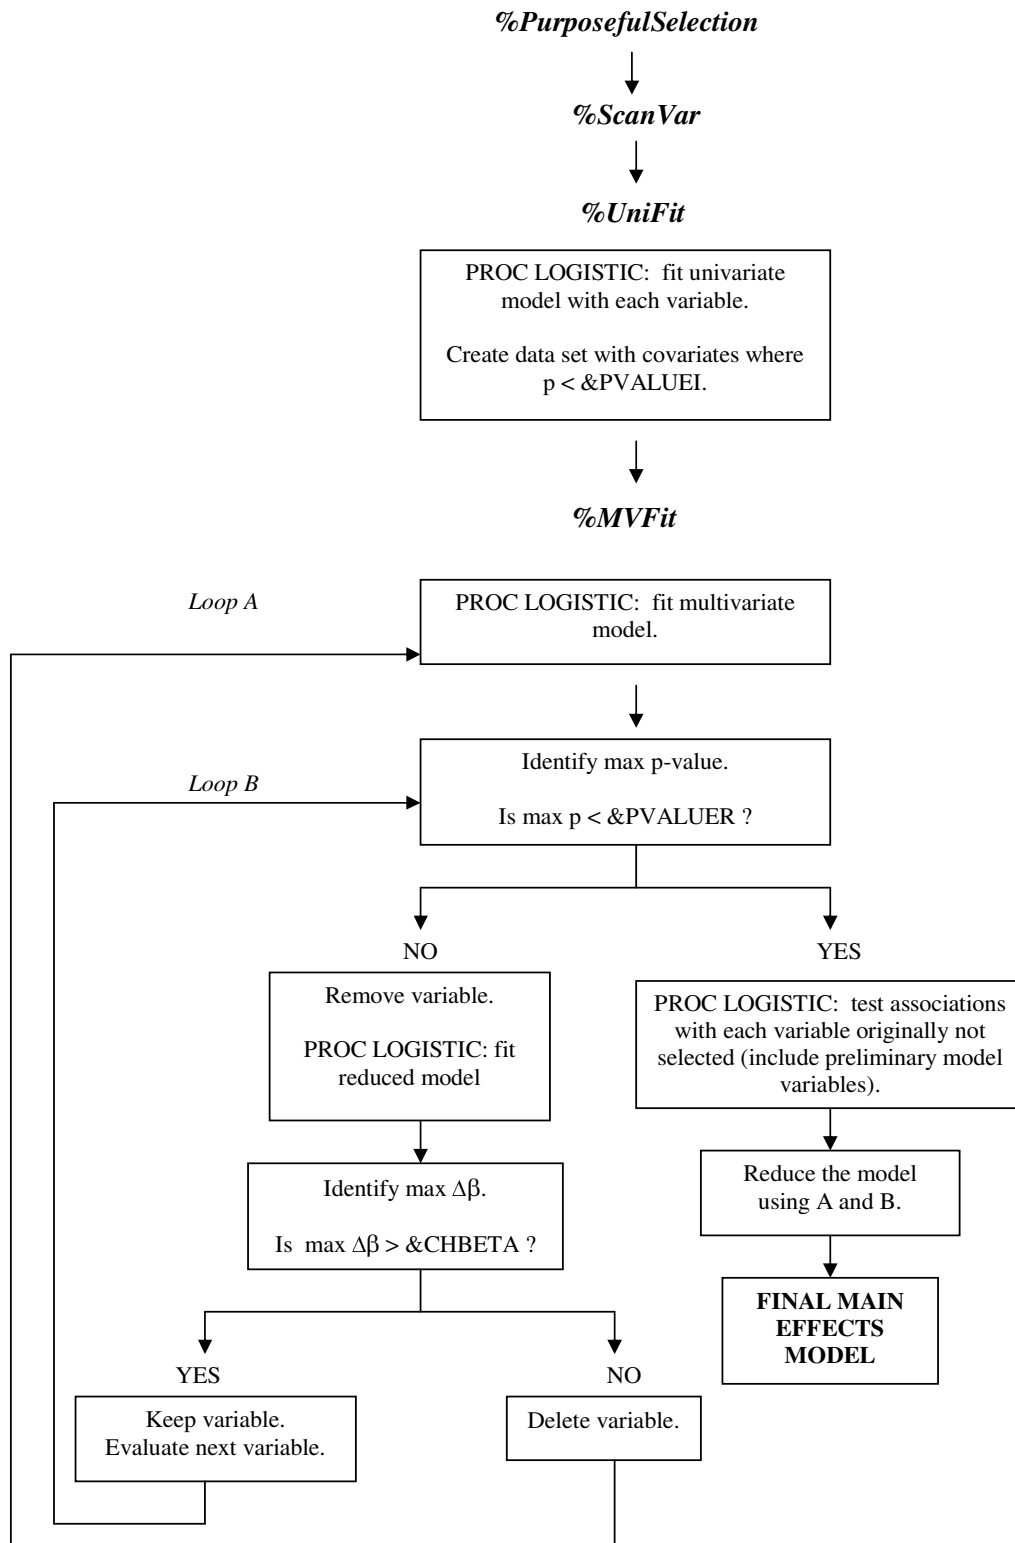 %PurposefulSelection
%ScanVar
%UniFit
PROC LOGISTIC: fit univariate
model with each variable.
Create data set with covariates where
p < &PVALUEI.
%MVFit
Loop A
PROC LOGISTIC: fit multivariate
model.
Loop B
Identify max p-value.
Is max p < &PVALUER ?
NO
YES
Remove variable.
PROC LOGISTIC: fit
reduced model
PROC LOGISTIC: test associations
with each variable originally not
selected (include preliminary model
variables).
Identify max Δβ.
Is max Δβ > &CHBETA ?
Reduce the model
using A and B.
FINAL MAIN
EFFECTS
MODEL
YES
NO
Keep variable.
Evaluate next variable.
Delete variable.